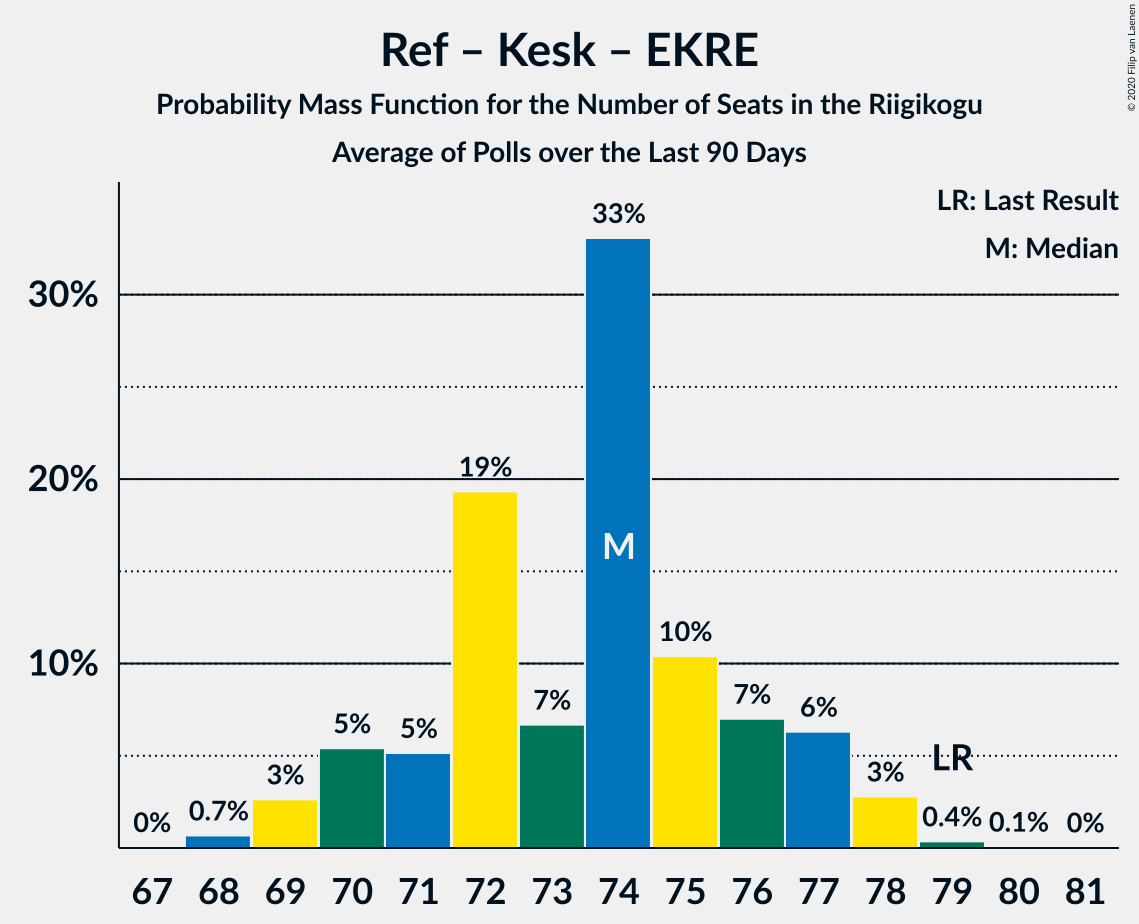 Ref – Kesk – EKRE
Probability Mass Function for the Number of Seats in the Riigikogu
Average of Polls over the Last 90 Days
© 2020 Filip van Laenen
LR: Last Result
M: Median
30%
20%
10%
0%
0.7%
3%
5%
5%
19%
7%
33%
M
10%
7%
6%
3%
LR
0.4%
0.1%
0%
67 68 69 70 71 72 73 74 75 76 77 78 79 80 81